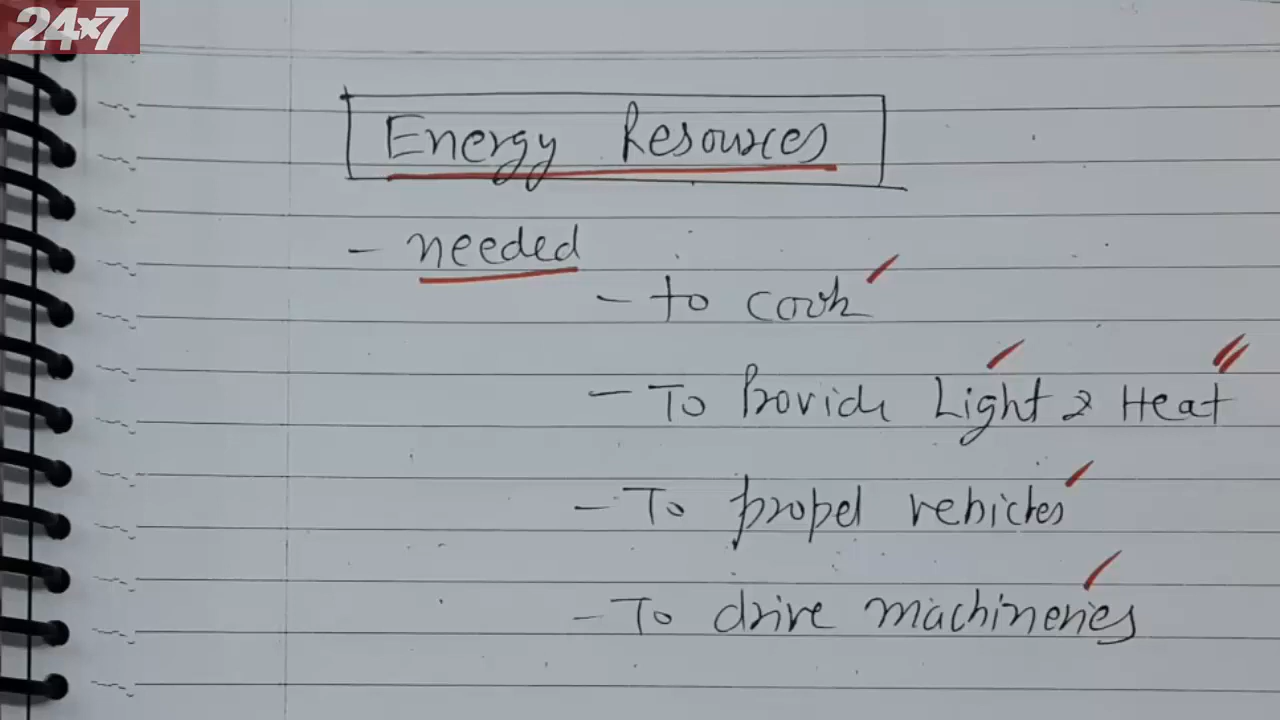 24x7
Energy Resources
- needed
- to cook
- To Provide Light & Heat
- To propel vehicles
- To drive machineries